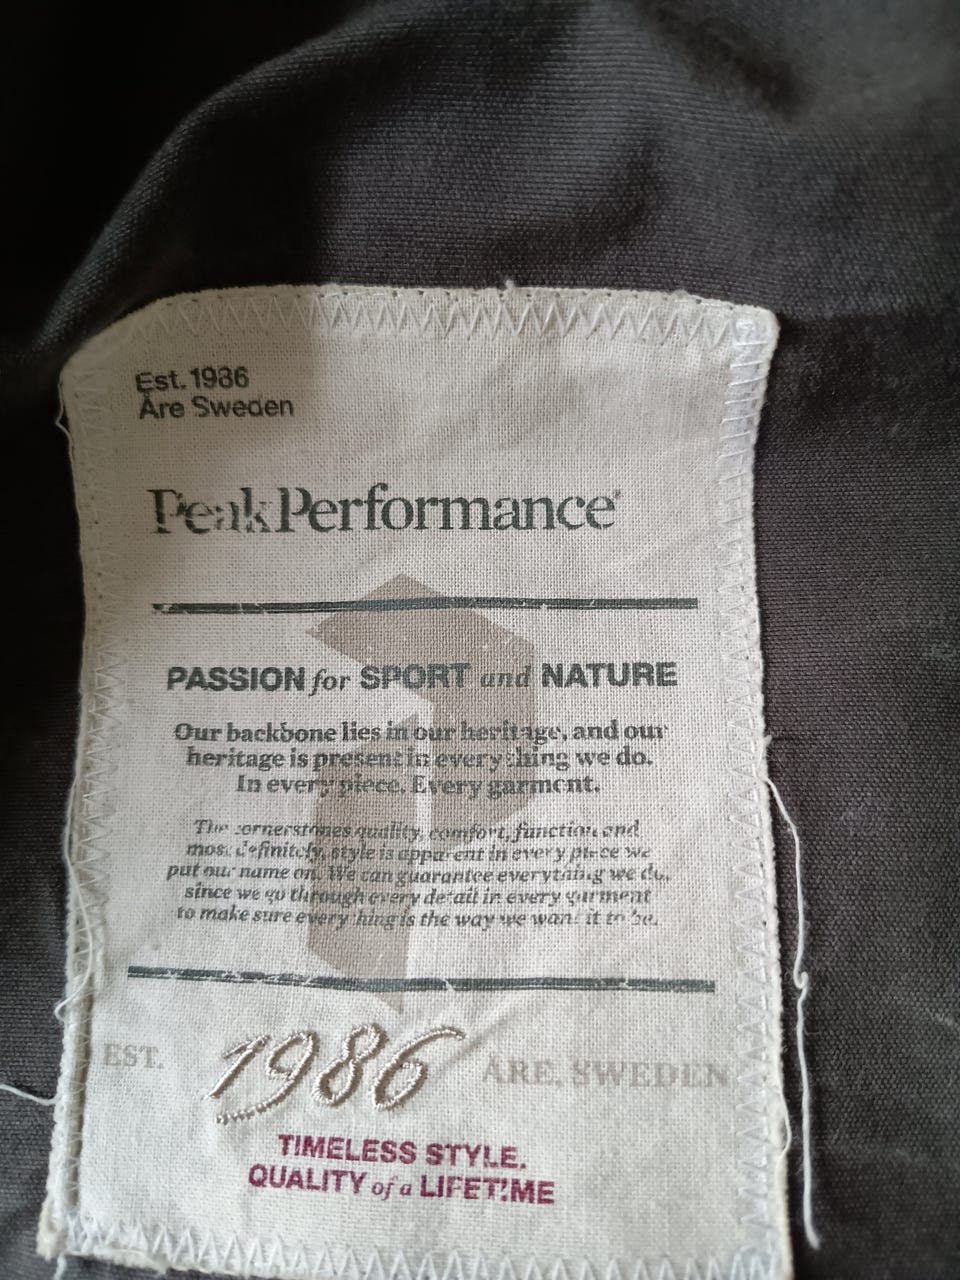 Est. 1986
Åre Sweden
PeakPerformance
PASSION for SPORT and NATURE
Our backbone lies in our heritage, and our
heritage is present in everything we do.
In every piece. Every garment.
The cornerstones quality, comfort, function and
most definitely, style is apparent in every piece we
put our name on. We can guarantee everything we do,
since we go through every detail in every garment
to make sure everything is the way we want it to be.
EST. 1986 ÅRE, SWEDEN
TIMELESS STYLE.
QUALITY of a LIFETIME